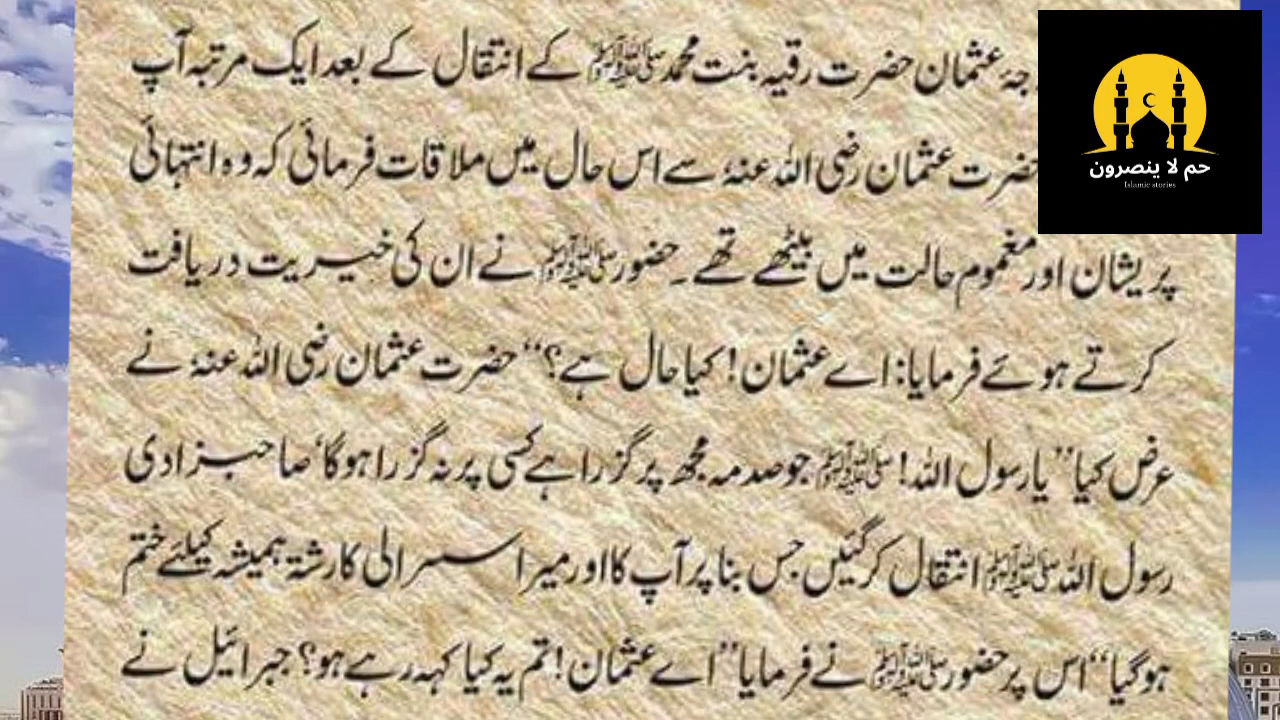 جۂ عثمان حضرت رقیہ بنت محمد ﷺ کے انتقال کے بعد ایک مرتبہ آپ
حضرت عثمان رضی اللہ عنہٗ سے اس حال میں ملاقات فرمائی کہ وہ انتہائی
پریشان اور مغموم حالت میں بیٹھے تھے۔ حضور ﷺ نے ان کی خیریت دریافت
کرتے ہوئے فرمایا: اے عثمان! کیا حال ہے؟‘‘ حضرت عثمان رضی اللہ عنہٗ نے
عرض کیا ’’یا رسول اللہ! ﷺ جو صدمہ مجھ پر گزرا ہے کسی پر نہ گزرا ہوگا‘ صاحبزادی
رسول اللہ ﷺ انتقال کرگئیں جس بنا پر آپ کا اور میرا سسرالی کا رشتہ ہمیشہ کیلئے ختم
ہوگیا‘‘ اس پر حضور ﷺ نے فرمایا ’’اے عثمان! تم یہ کیا کہہ رہے ہو؟ جبرائیل نے
حم لا ينصرون
Islamic stories